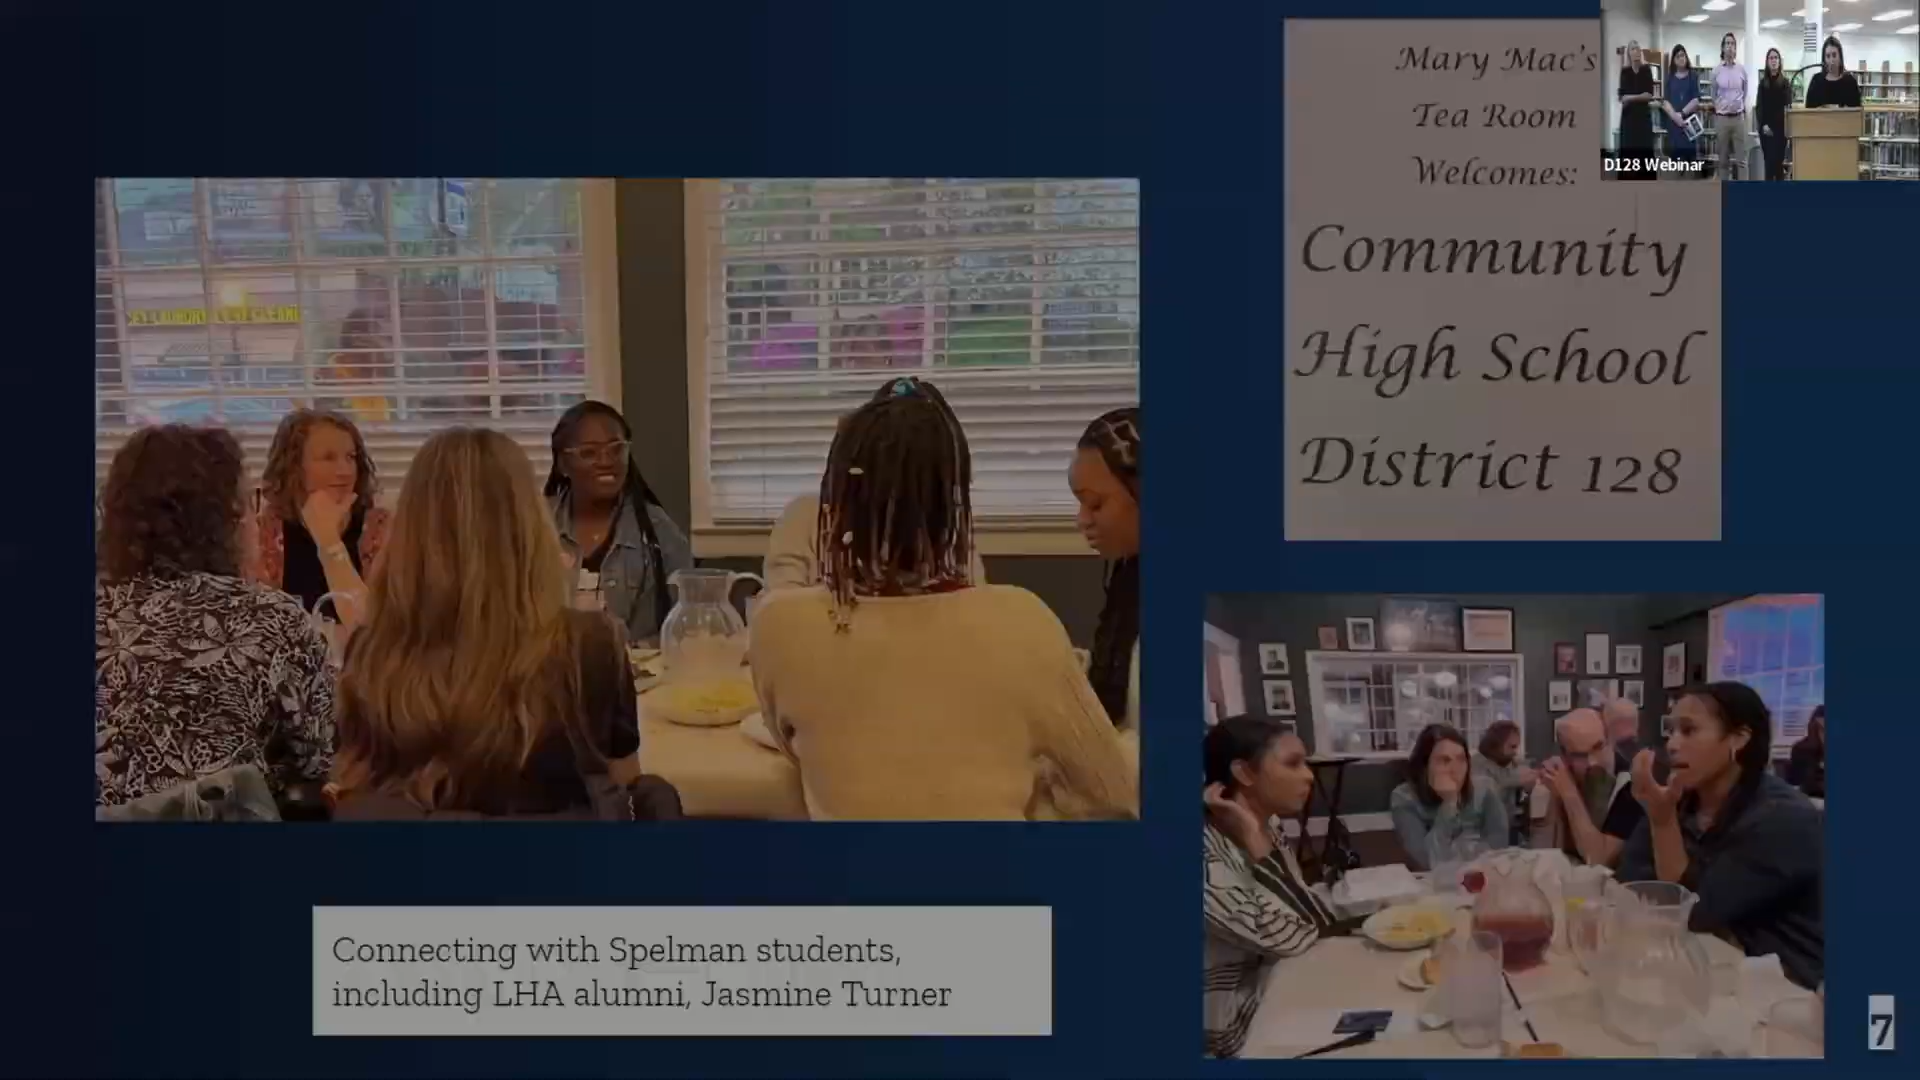 Mary Mac's
Tea Room
Welcomes:
Community
High School
District 128
D128 Webinar
Connecting with Spelman students,
including LHA alumni, Jasmine Turner
7